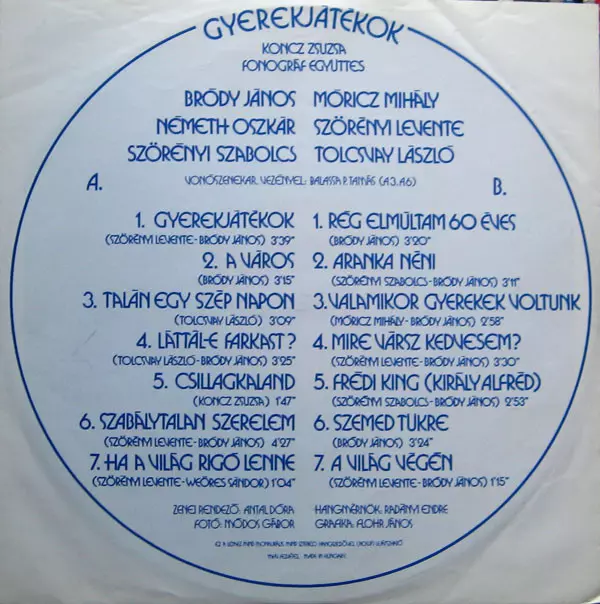 GYEREKJÁTÉKOK
KONCZ ZSUZSA
FONOGRÁF EGYÜTTES
BRÓDY JÁNOS
NÉMETH OSZKÁR
SZÖRÉNYI SZABOLCS
MÓRICZ MIHÁLY
SZÖRÉNYI LEVENTE
TOLCSVAY LÁSZLÓ
VONÓSZENEKAR, VEZÉNYEL: BALASSA P. TAMÁS (A3, A6)
A.
1. GYEREKJÁTÉKOK
(SZÖRÉNYI LEVENTE-BRÓDY JÁNOS) 3'39"
2. A VÁROS
(BRÓDY JÁNOS) 3'15"
3. TALÁN EGY SZÉP NAPON
(TOLCSVAY LÁSZLÓ) 3'09"
4. LÁTTÁL-E FARKAST?
(TOLCSVAY LÁSZLÓ-BRÓDY JÁNOS) 3'25"
5. CSILLAGKALAND
(KONCZ ZSUZSA) 1'47"
6. SZABÁLYTALAN SZERELEM
(SZÖRÉNYI LEVENTE-BRÓDY JÁNOS) 4'27"
7. HA A VILÁG RIGÓ LENNE
(SZÖRÉNYI LEVENTE-WEÖRES SÁNDOR) 1'04"
B.
1. RÉG ELMÚLTAM 60 ÉVES
(BRÓDY JÁNOS) 3'20"
2. ARANKA NÉNI
(SZÖRÉNYI SZABOLCS-BRÓDY JÁNOS) 3'11"
3. VALAMIKOR GYEREKEK VOLTUNK
(MÓRICZ MIHÁLY-BRÓDY JÁNOS) 2'58"
4. MIRE VÁRSZ KEDVESEM?
(SZÖRÉNYI LEVENTE-BRÓDY JÁNOS) 3'30"
5. FRÉDI KING (KIRÁLY ALFRÉD)
(SZÖRÉNYI SZABOLCS-BRÓDY JÁNOS) 2'53"
6. SZEMED TÜKRE
(BRÓDY JÁNOS) 3'24"
7. A VILÁG VÉGÉN
(SZÖRÉNYI LEVENTE-BRÓDY JÁNOS) 1'15"
ZENEI RENDEZŐ: ANTAL DÓRA
FOTÓ: MÓDOS GÁBOR
HANGMÉRNÖK: RADÁNYI ENDRE
GRAFIKA: FLOHR JÁNOS
MADE IN HUNGARY